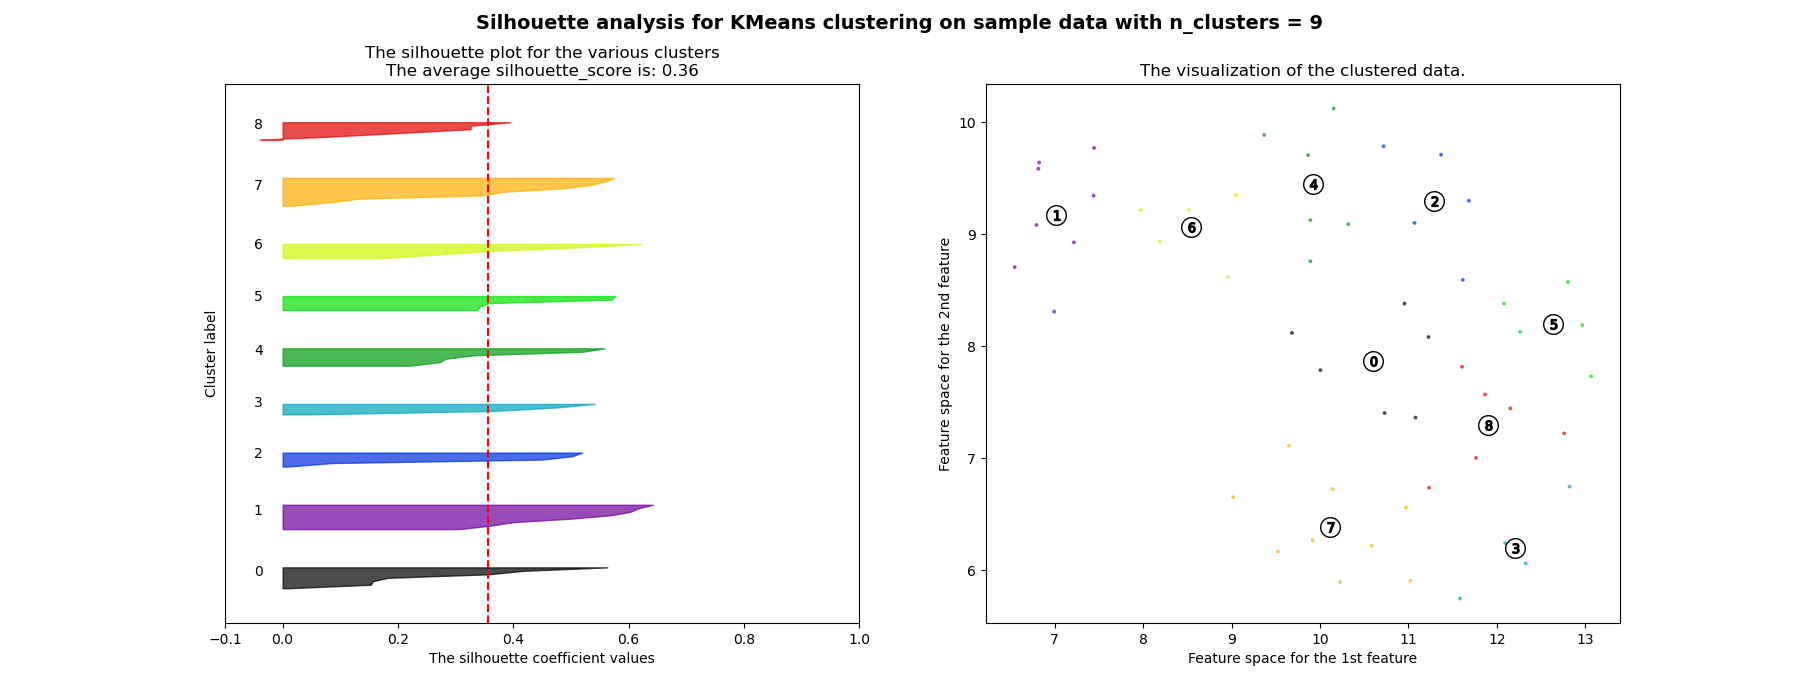 Silhouette analysis for KMeans clustering on sample data with n_clusters = 9
The silhouette plot for the various clusters
The average silhouette_score is: 0.36
Cluster label
8
7
6
5
4
3
2
1
0
−0.1 0.0 0.2 0.4 0.6 0.8 1.0
The silhouette coefficient values
The visualization of the clustered data.
Feature space for the 2nd feature
10
9
8
7
6
4
2
1
6
5
0
8
7
3
7 8 9 10 11 12 13
Feature space for the 1st feature